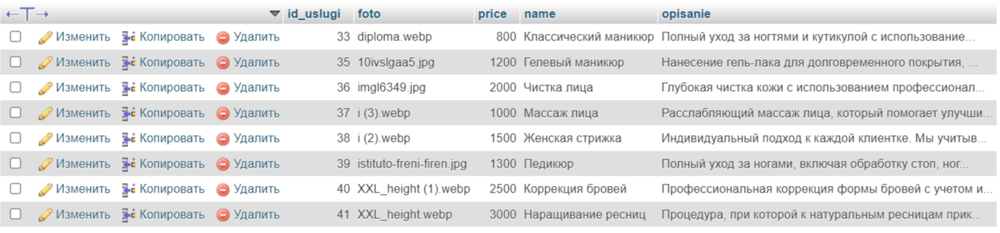 ←T→ id_uslugi foto price name opisanie
Изменить Копировать Удалить 33 diploma.webp 800 Классический маникюр Полный уход за ногтями и кутикулой с использование...
Изменить Копировать Удалить 35 10ivslgaa5.jpg 1200 Гелевый маникюр Нанесение гель-лака для долговременного покрытия, ...
Изменить Копировать Удалить 36 imgl6349.jpg 2000 Чистка лица Глубокая чистка кожи с использованием профессионал...
Изменить Копировать Удалить 37 i (3).webp 1000 Массаж лица Расслабляющий массаж лица, который помогает улучши...
Изменить Копировать Удалить 38 i (2).webp 1500 Женская стрижка Индивидуальный подход к каждой клиентке. Мы учитыв...
Изменить Копировать Удалить 39 istituto-freni-firen.jpg 1300 Педикюр Полный уход за ногами, включая обработку стоп, ног...
Изменить Копировать Удалить 40 XXL_height (1).webp 2500 Коррекция бровей Профессиональная коррекция формы бровей с учетом и...
Изменить Копировать Удалить 41 XXL_height.webp 3000 Наращивание ресниц Процедура, при которой к натуральным ресницам прик...